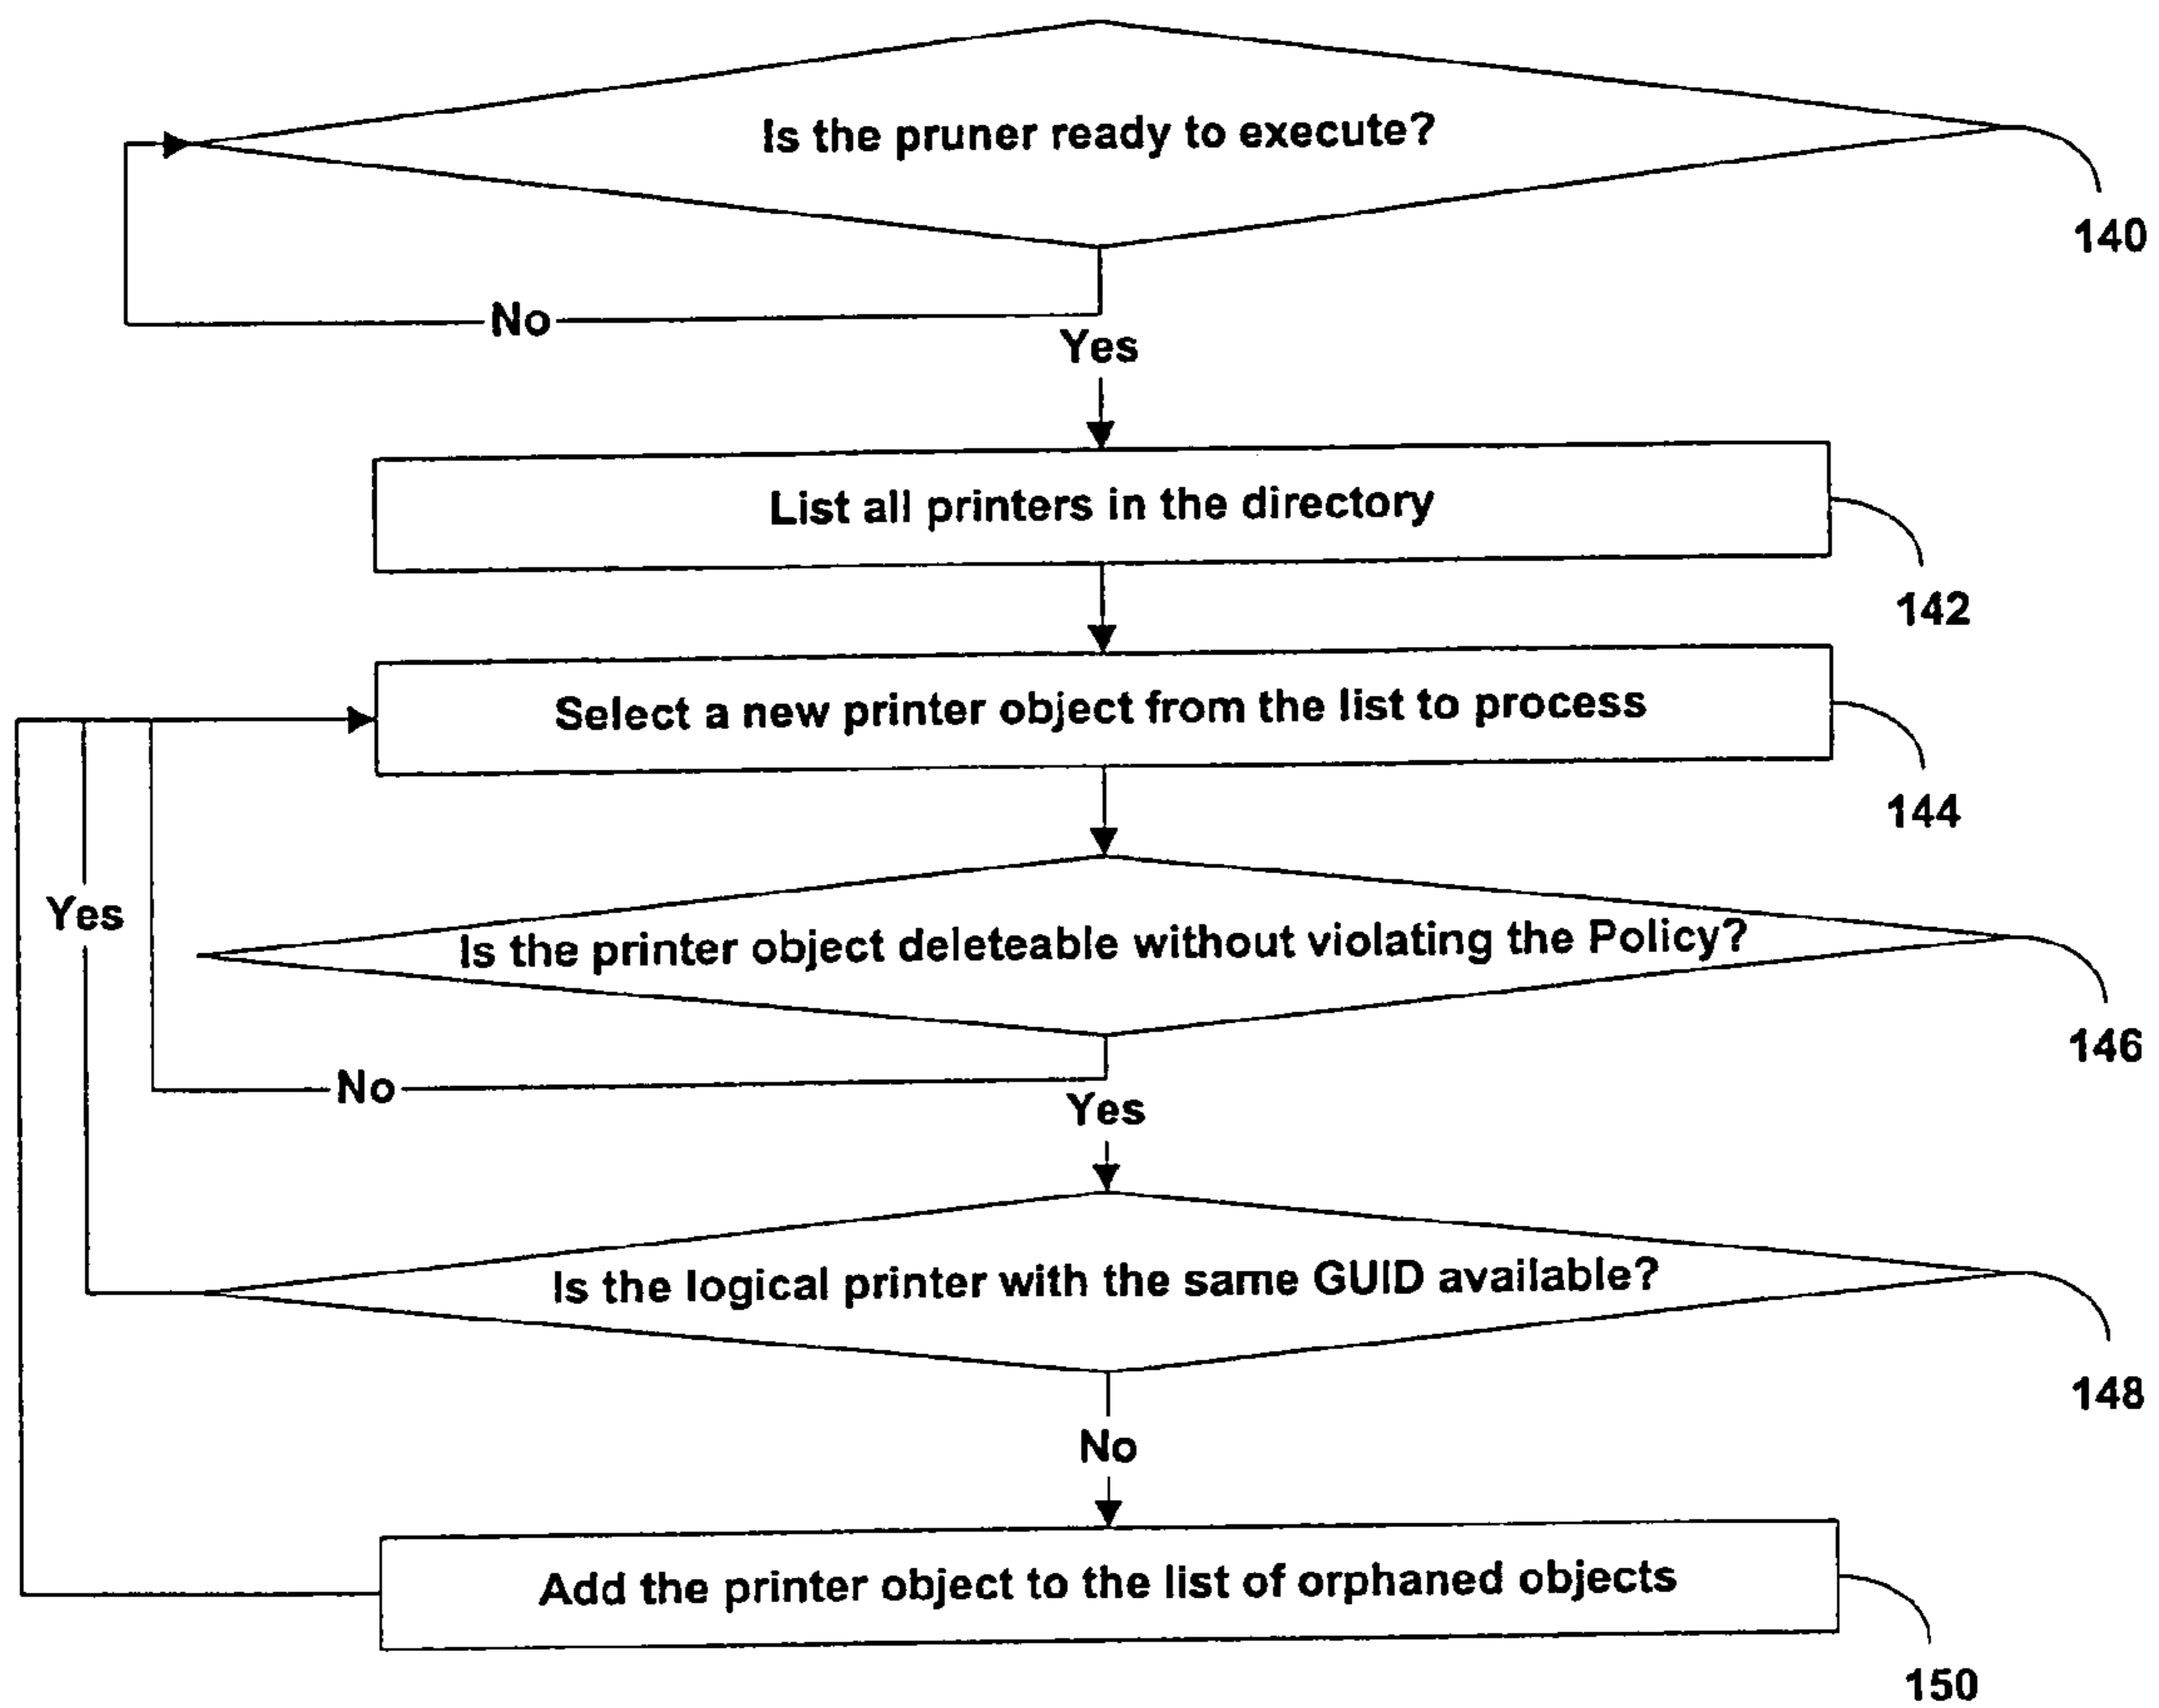 Is the pruner ready to execute?
140
No
Yes
List all printers in the directory
142
Select a new printer object from the list to process
144
Yes
Is the printer object deleteable without violating the Policy?
146
No
Yes
Is the logical printer with the same GUID available?
148
No
Add the printer object to the list of orphaned objects
150